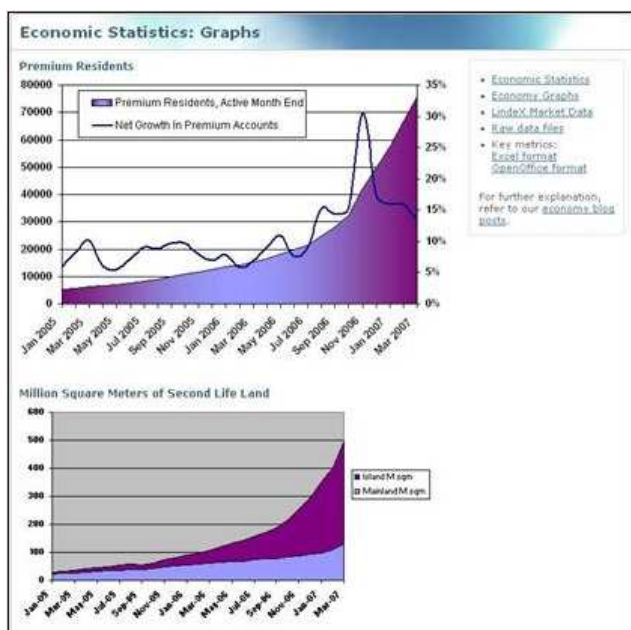 Economic Statistics: Graphs
Premium Residents
80000
70000
60000
50000
40000
30000
20000
10000
0
35%
30%
25%
20%
15%
10%
5%
0%
Premium Residents, Active Month End
Net Growth In Premium Accounts
Jan 2005
Mar 2005
May 2005
Jul 2005
Sep 2005
Nov 2005
Jan 2006
Mar 2006
May 2006
Jul 2006
Sep 2006
Nov 2006
Jan 2007
Mar 2007
Economic Statistics
Economy Graphs
LindeX Market Data
Raw data files
Key metrics:
Excel format
OpenOffice format
For further explanation,
refer to our economy blog
posts.
Million Square Meters of Second Life Land
600
500
400
300
200
100
0
Island M sqm
Mainland M sqm
Jan-05
Mar-05
May-05
Jul-05
Sep-05
Nov-05
Jan-06
Mar-06
May-06
Jul-06
Sep-06
Nov-06
Jan-07
Mar-07